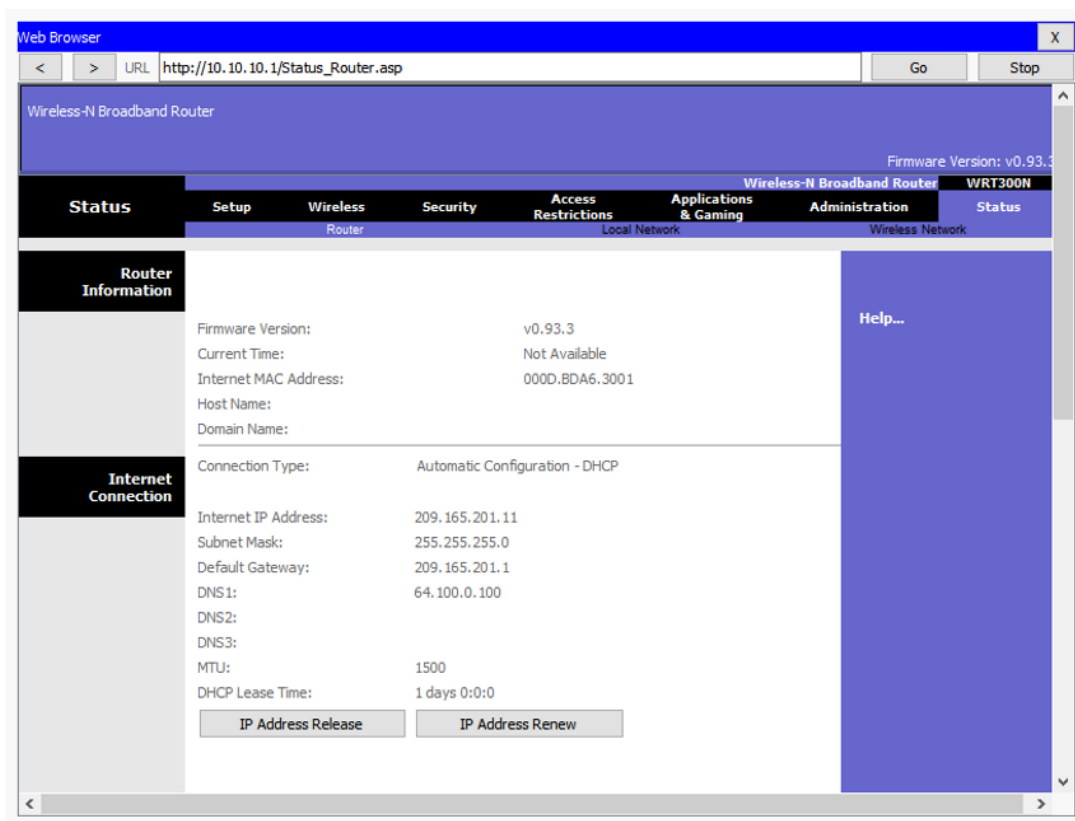 Web Browser X
< > URL http://10.10.10.1/Status_Router.asp Go Stop
Wireless-N Broadband Router
Firmware Version: v0.93.3
Wireless-N Broadband Router WRT300N
Status Setup Wireless Security Access Restrictions Applications & Gaming Administration Status
Router Local Network Wireless Network
Router Information
Help...
Firmware Version: v0.93.3
Current Time: Not Available
Internet MAC Address: 000D.BDA6.3001
Host Name:
Domain Name:
Internet Connection
Connection Type: Automatic Configuration - DHCP
Internet IP Address: 209.165.201.11
Subnet Mask: 255.255.255.0
Default Gateway: 209.165.201.1
DNS1: 64.100.0.100
DNS2:
DNS3:
MTU: 1500
DHCP Lease Time: 1 days 0:0:0
IP Address Release IP Address Renew